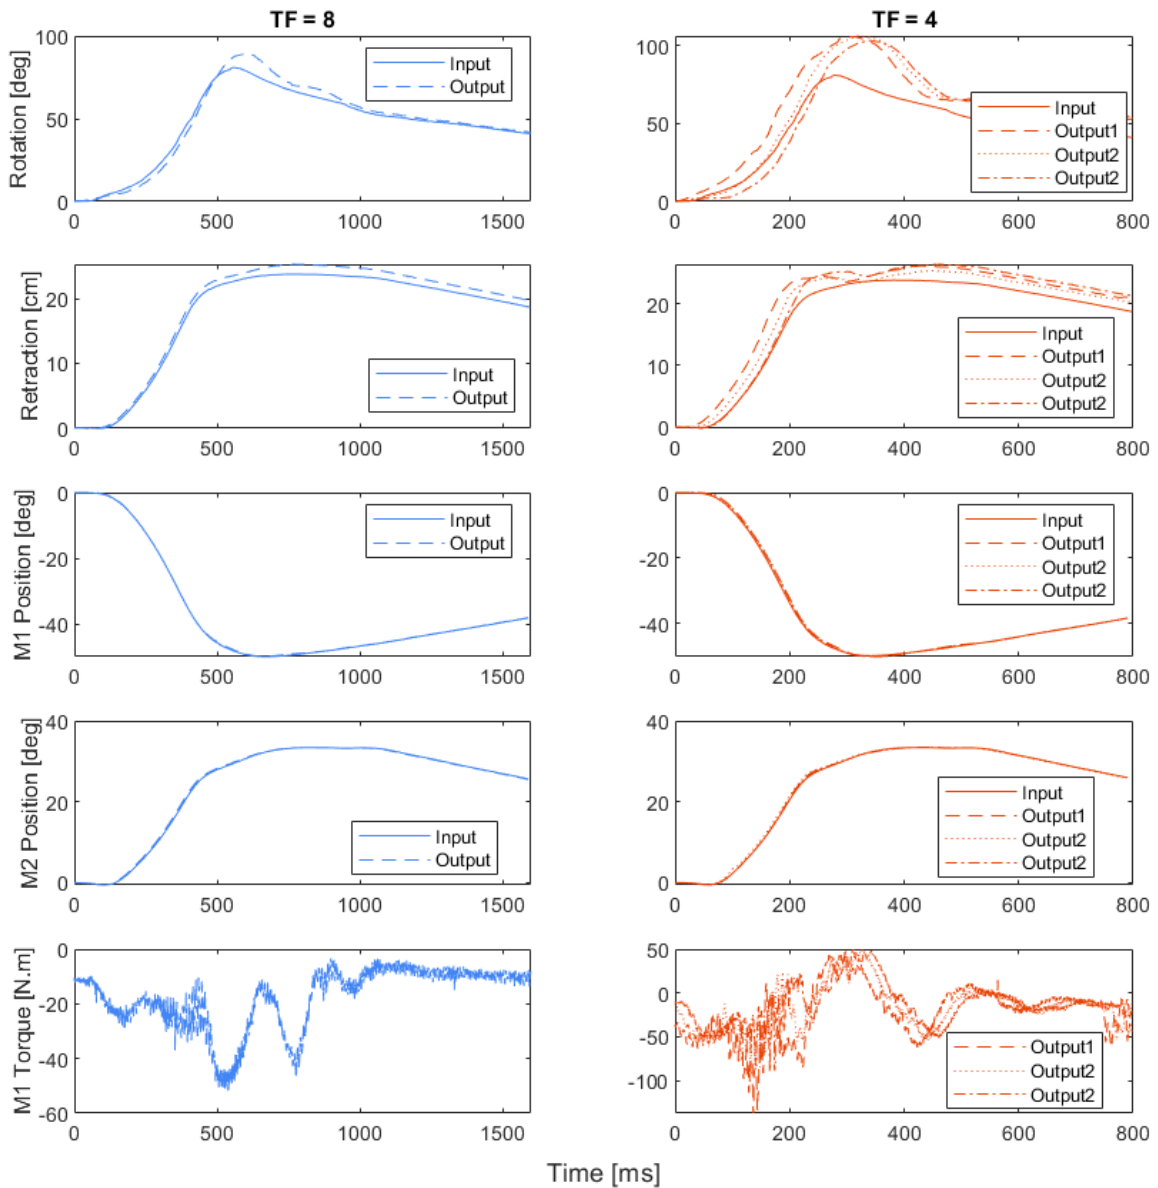 TF = 8
TF = 4
Rotation [deg]
100
50
0
0
500
1000
1500
Input
Output
100
50
0
0
200
400
600
800
Input
Output1
Output2
Output2
Retraction [cm]
20
10
0
0
500
1000
1500
Input
Output
20
10
0
0
200
400
600
800
Input
Output1
Output2
Output2
M1 Position [deg]
0
-20
-40
0
500
1000
1500
Input
Output
0
-20
-40
0
200
400
600
800
Input
Output1
Output2
Output2
M2 Position [deg]
40
20
0
0
500
1000
1500
Input
Output
40
20
0
0
200
400
600
800
Input
Output1
Output2
Output2
M1 Torque [N.m]
0
-20
-40
-60
0
500
1000
1500
50
0
-50
-100
0
200
400
600
800
Output1
Output2
Output2
Time [ms]